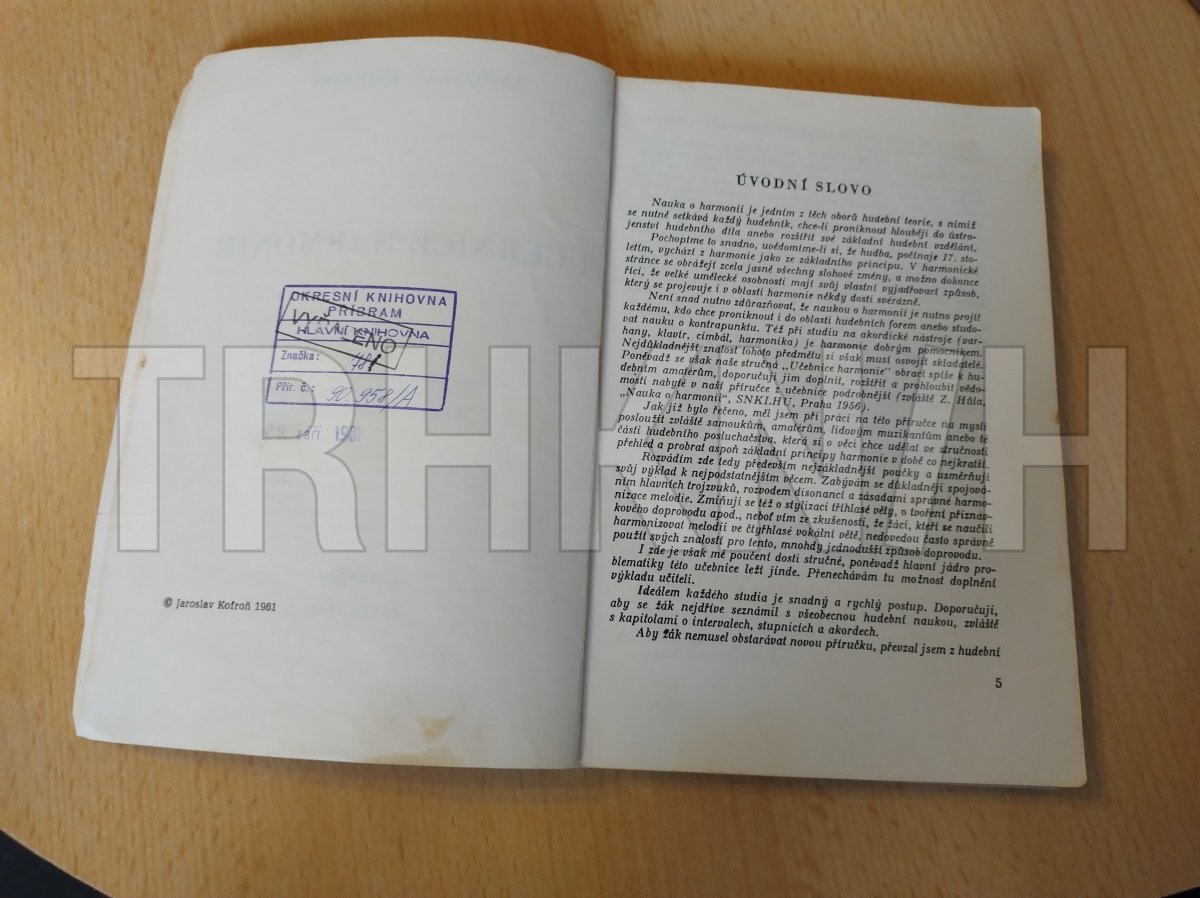 OKRESNÍ KNIHOVNA
PŘÍBRAM
HLAVNÍ KNIHOVNA
VYŘAZENO
Značka: 781
Přír. č.: 90.958/A
září
© Jaroslav Kofroň 1961
ÚVODNÍ SLOVO
Nauka o harmonii je jedním z těch oborů hudební teorie, s nimiž
se nutně setkává každý hudebník, chce-li proniknout hlouběji do ústro-
jenství hudebního díla anebo rozšířit své základní hudební vzdělání.
Pochopíme to snadno, uvědomíme-li si, že hudba, počínaje 17. sto-
letím, vychází z harmonie jako ze základního principu. V harmonické
stránce se obrážejí zcela jasně všechny slohové změny, a možno dokonce
říci, že velké umělecké osobnosti mají svůj vlastní vyjadřovací způsob,
který se projevuje i v oblasti harmonie někdy dosti svérázně.
Není snad nutno zdůrazňovat, že naukou o harmonii je nutno projít
každému, kdo chce proniknout i do oblasti hudebních forem anebo studo-
vat nauku o kontrapunktu. Též při studiu na akordické nástroje (var-
hany, klavír, cimbál, harmonika) je harmonie dobrým pomocníkem.
Nejdůkladnější znalost tohoto předmětu si však musí osvojit skladatelé.
Poněvadž se však naše stručná „Učebnice harmonie“ obrací spíše k hu-
debním amatérům, doporučuji jim doplnit, rozšířit a prohloubit vědo-
mosti nabyté v naší příručce z učebnice podrobnější (zvláště Z. Hůla,
„Nauka o harmonii“, SNKLHU, Praha 1956).
Jak již bylo řečeno, měl jsem při práci na této příručce na mysli
posloužit zvláště samoukům, amatérům, lidovým muzikantům anebo té
části hudebního posluchačstva, která si o věci chce udělat ve stručnosti
přehled a probrat aspoň základní principy harmonie v době co nejkratší.
Rozvádím zde tedy především nejzákladnější poučky a usměrňuji
svůj výklad k nejpodstatnějším věcem. Zabývám se důkladněji spojová-
ním hlavních trojzvuků, rozvodem disonancí a zásadami správné harmo-
nizace melodie. Zmiňuji se též o stylizaci tříhlasé věty, o tvoření přiznáv-
kového doprovodu apod., neboť vím ze zkušenosti, že žáci, kteří se naučili
harmonizovat melodii ve čtyřhlasé vokální větě, nedovedou často správně
použít svých znalostí pro tento, mnohdy jednodušší způsob doprovodu.
I zde je však mé poučení dosti stručné, poněvadž hlavní jádro pro-
blematiky této učebnice leží jinde. Přenechávám tu možnost doplnění
výkladu učiteli.
Ideálem každého studia je snadný a rychlý postup. Doporučuji,
aby se žák nejdříve seznámil s všeobecnou hudební naukou, zvláště
s kapitolami o intervalech, stupnicích a akordech.
Aby žák nemusel obstarávat novou příručku, převzal jsem z hudební
5
TRHKNIH